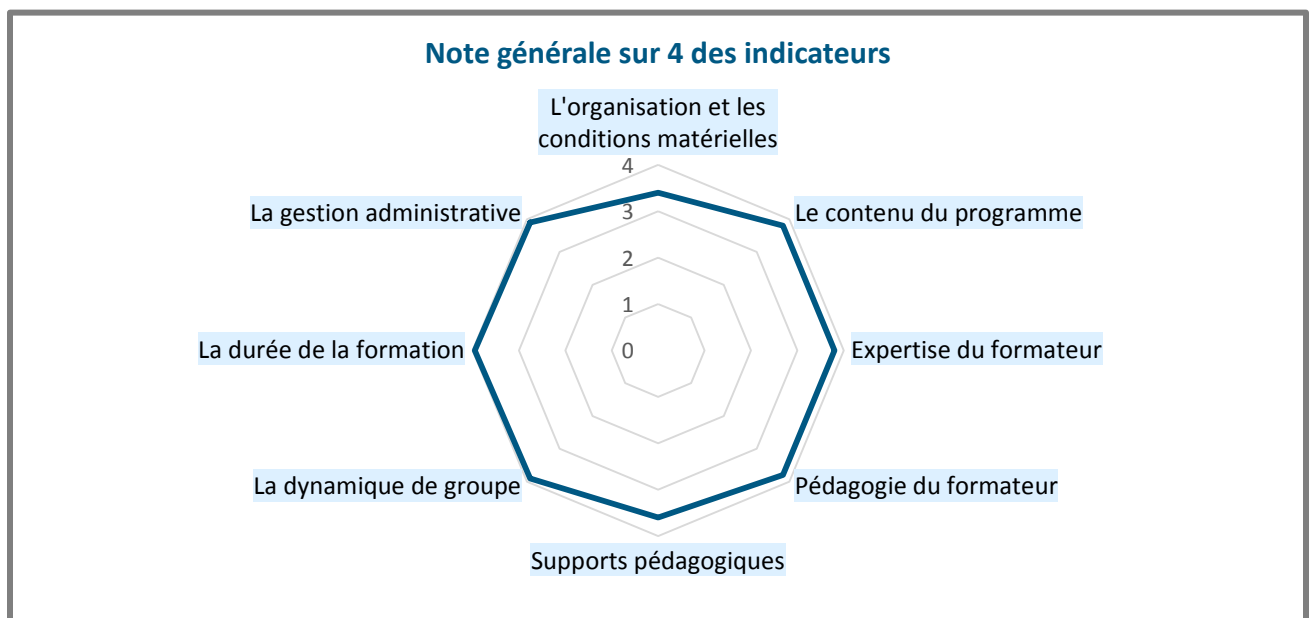 Note générale sur 4 des indicateurs
L'organisation et les
conditions matérielles
4
La gestion administrative
Le contenu du programme
3
2
1
La durée de la formation
0
Expertise du formateur
La dynamique de groupe
Pédagogie du formateur
Supports pédagogiques